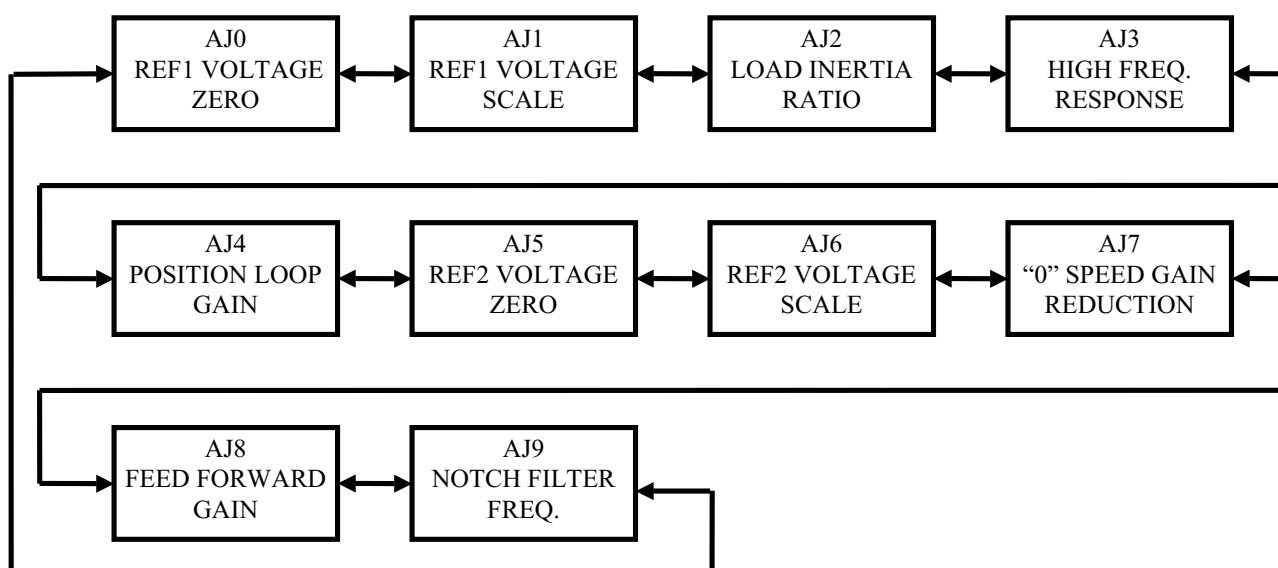 AJ0
REF1 VOLTAGE
ZERO
AJ1
REF1 VOLTAGE
SCALE
AJ2
LOAD INERTIA
RATIO
AJ3
HIGH FREQ.
RESPONSE
AJ4
POSITION LOOP
GAIN
AJ5
REF2 VOLTAGE
ZERO
AJ6
REF2 VOLTAGE
SCALE
AJ7
“0” SPEED GAIN
REDUCTION
AJ8
FEED FORWARD
GAIN
AJ9
NOTCH FILTER
FREQ.